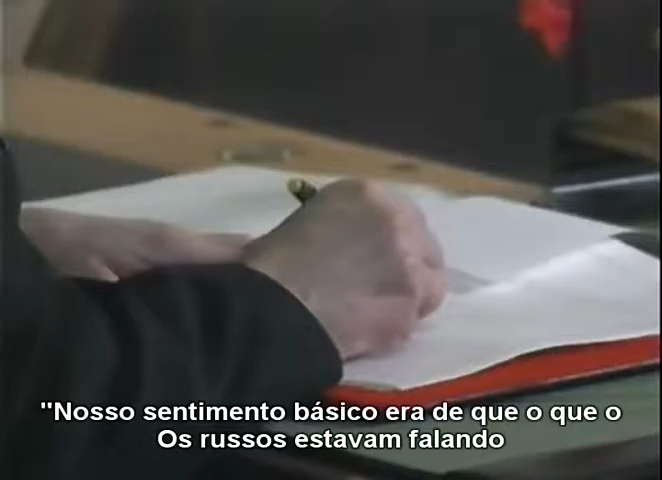 "Nosso sentimento básico era de que o que o
Os russos estavam falando